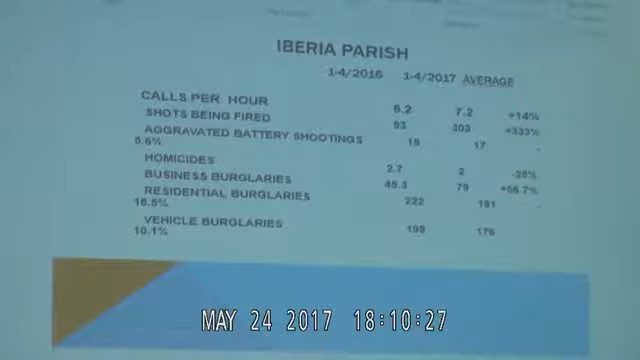 IBERIA PARISH
1-4/2016 1-4/2017 AVERAGE
CALLS PER HOUR 6.2 7.2 +14%
SHOTS BEING FIRED 93 303 +333%
AGGRAVATED BATTERY SHOOTINGS 19 17 -
5.6%
HOMICIDES 2.7 2 -25%
BUSINESS BURGLARIES 45.3 79 +56.7%
RESIDENTIAL BURGLARIES 222 181 -
16.5%
VEHICLE BURGLARIES 199 176
10.1%
MAY 24 2017 18:10:27